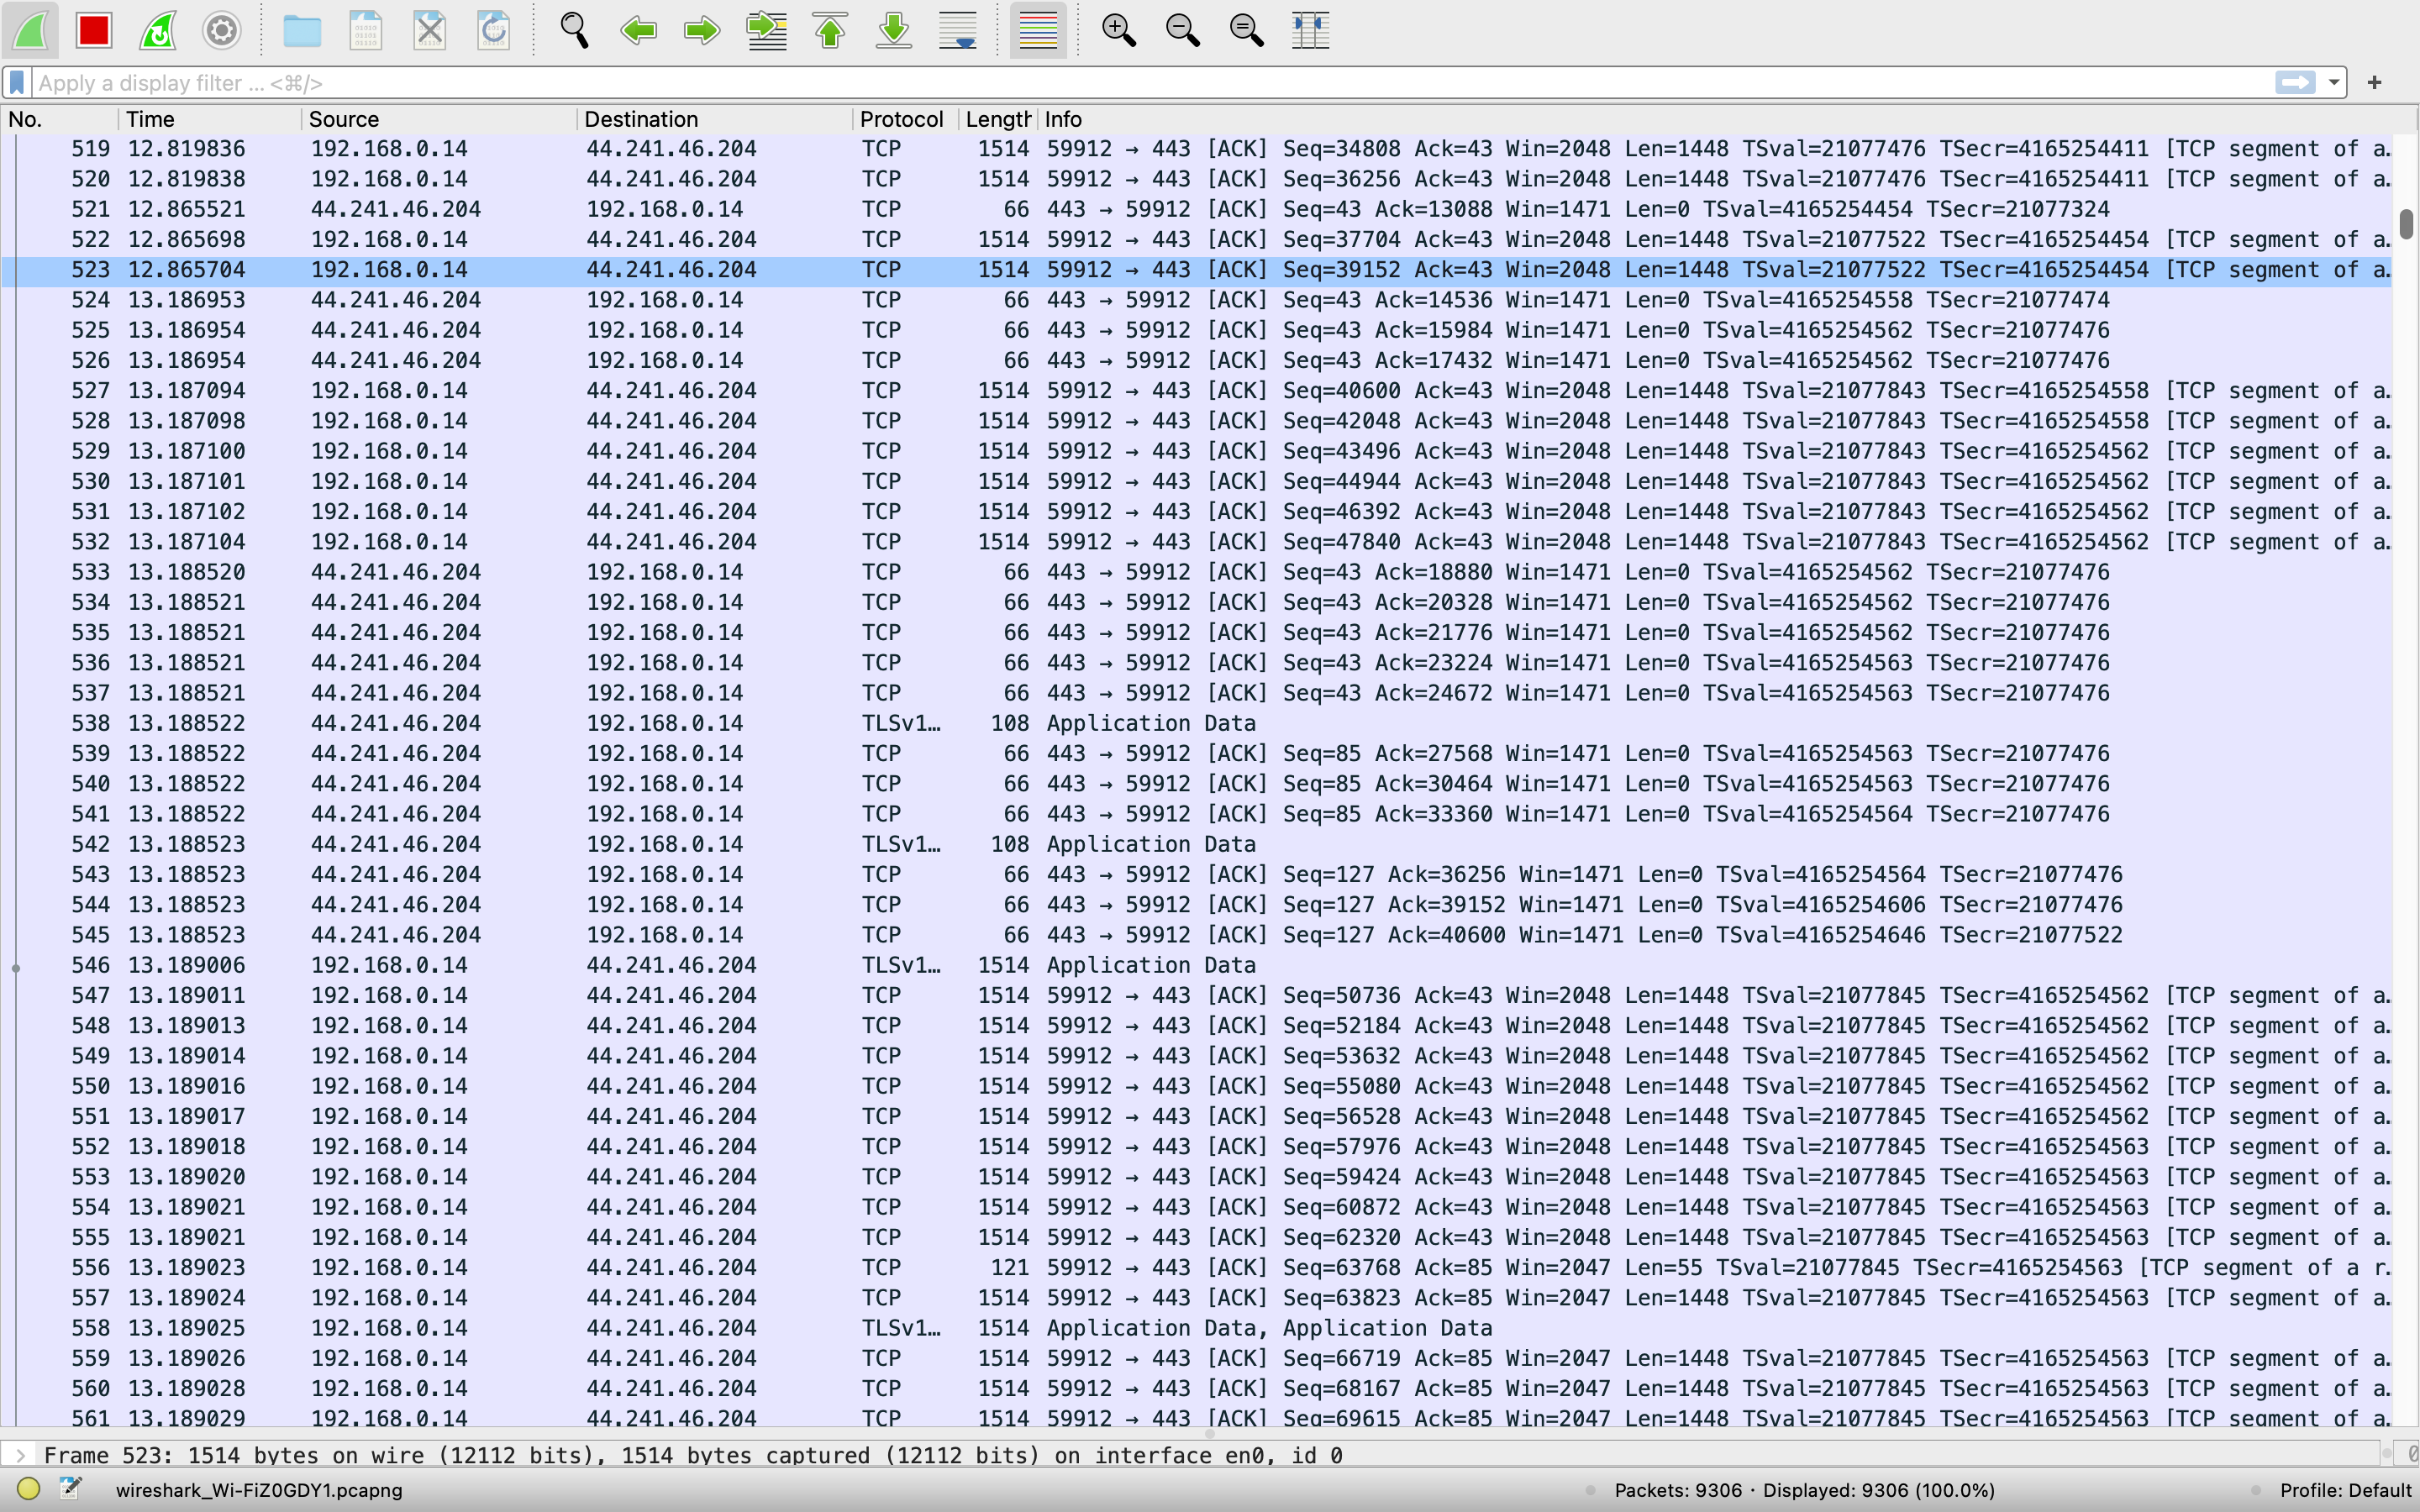 Apply a display filter ... <⌘/>
+
No. Time Source Destination Protocol Length Info
519 12.819836 192.168.0.14 44.241.46.204 TCP 1514 59912 → 443 [ACK] Seq=34808 Ack=43 Win=2048 Len=1448 TSval=21077476 TSecr=4165254411 [TCP segment of a…
520 12.819838 192.168.0.14 44.241.46.204 TCP 1514 59912 → 443 [ACK] Seq=36256 Ack=43 Win=2048 Len=1448 TSval=21077476 TSecr=4165254411 [TCP segment of a…
521 12.865521 44.241.46.204 192.168.0.14 TCP 66 443 → 59912 [ACK] Seq=43 Ack=13088 Win=1471 Len=0 TSval=4165254454 TSecr=21077324
522 12.865698 192.168.0.14 44.241.46.204 TCP 1514 59912 → 443 [ACK] Seq=37704 Ack=43 Win=2048 Len=1448 TSval=21077522 TSecr=4165254454 [TCP segment of a…
523 12.865704 192.168.0.14 44.241.46.204 TCP 1514 59912 → 443 [ACK] Seq=39152 Ack=43 Win=2048 Len=1448 TSval=21077522 TSecr=4165254454 [TCP segment of a…
524 13.186953 44.241.46.204 192.168.0.14 TCP 66 443 → 59912 [ACK] Seq=43 Ack=14536 Win=1471 Len=0 TSval=4165254558 TSecr=21077474
525 13.186954 44.241.46.204 192.168.0.14 TCP 66 443 → 59912 [ACK] Seq=43 Ack=15984 Win=1471 Len=0 TSval=4165254562 TSecr=21077476
526 13.186954 44.241.46.204 192.168.0.14 TCP 66 443 → 59912 [ACK] Seq=43 Ack=17432 Win=1471 Len=0 TSval=4165254562 TSecr=21077476
527 13.187094 192.168.0.14 44.241.46.204 TCP 1514 59912 → 443 [ACK] Seq=40600 Ack=43 Win=2048 Len=1448 TSval=21077843 TSecr=4165254558 [TCP segment of a…
528 13.187098 192.168.0.14 44.241.46.204 TCP 1514 59912 → 443 [ACK] Seq=42048 Ack=43 Win=2048 Len=1448 TSval=21077843 TSecr=4165254558 [TCP segment of a…
529 13.187100 192.168.0.14 44.241.46.204 TCP 1514 59912 → 443 [ACK] Seq=43496 Ack=43 Win=2048 Len=1448 TSval=21077843 TSecr=4165254562 [TCP segment of a…
530 13.187101 192.168.0.14 44.241.46.204 TCP 1514 59912 → 443 [ACK] Seq=44944 Ack=43 Win=2048 Len=1448 TSval=21077843 TSecr=4165254562 [TCP segment of a…
531 13.187102 192.168.0.14 44.241.46.204 TCP 1514 59912 → 443 [ACK] Seq=46392 Ack=43 Win=2048 Len=1448 TSval=21077843 TSecr=4165254562 [TCP segment of a…
532 13.187104 192.168.0.14 44.241.46.204 TCP 1514 59912 → 443 [ACK] Seq=47840 Ack=43 Win=2048 Len=1448 TSval=21077843 TSecr=4165254562 [TCP segment of a…
533 13.188520 44.241.46.204 192.168.0.14 TCP 66 443 → 59912 [ACK] Seq=43 Ack=18880 Win=1471 Len=0 TSval=4165254562 TSecr=21077476
534 13.188521 44.241.46.204 192.168.0.14 TCP 66 443 → 59912 [ACK] Seq=43 Ack=20328 Win=1471 Len=0 TSval=4165254562 TSecr=21077476
535 13.188521 44.241.46.204 192.168.0.14 TCP 66 443 → 59912 [ACK] Seq=43 Ack=21776 Win=1471 Len=0 TSval=4165254562 TSecr=21077476
536 13.188521 44.241.46.204 192.168.0.14 TCP 66 443 → 59912 [ACK] Seq=43 Ack=23224 Win=1471 Len=0 TSval=4165254563 TSecr=21077476
537 13.188521 44.241.46.204 192.168.0.14 TCP 66 443 → 59912 [ACK] Seq=43 Ack=24672 Win=1471 Len=0 TSval=4165254563 TSecr=21077476
538 13.188522 44.241.46.204 192.168.0.14 TLSv1… 108 Application Data
539 13.188522 44.241.46.204 192.168.0.14 TCP 66 443 → 59912 [ACK] Seq=85 Ack=27568 Win=1471 Len=0 TSval=4165254563 TSecr=21077476
540 13.188522 44.241.46.204 192.168.0.14 TCP 66 443 → 59912 [ACK] Seq=85 Ack=30464 Win=1471 Len=0 TSval=4165254563 TSecr=21077476
541 13.188522 44.241.46.204 192.168.0.14 TCP 66 443 → 59912 [ACK] Seq=85 Ack=33360 Win=1471 Len=0 TSval=4165254564 TSecr=21077476
542 13.188523 44.241.46.204 192.168.0.14 TLSv1… 108 Application Data
543 13.188523 44.241.46.204 192.168.0.14 TCP 66 443 → 59912 [ACK] Seq=127 Ack=36256 Win=1471 Len=0 TSval=4165254564 TSecr=21077476
544 13.188523 44.241.46.204 192.168.0.14 TCP 66 443 → 59912 [ACK] Seq=127 Ack=39152 Win=1471 Len=0 TSval=4165254606 TSecr=21077476
545 13.188523 44.241.46.204 192.168.0.14 TCP 66 443 → 59912 [ACK] Seq=127 Ack=40600 Win=1471 Len=0 TSval=4165254646 TSecr=21077522
546 13.189006 192.168.0.14 44.241.46.204 TLSv1… 1514 Application Data
547 13.189011 192.168.0.14 44.241.46.204 TCP 1514 59912 → 443 [ACK] Seq=50736 Ack=43 Win=2048 Len=1448 TSval=21077845 TSecr=4165254562 [TCP segment of a…
548 13.189013 192.168.0.14 44.241.46.204 TCP 1514 59912 → 443 [ACK] Seq=52184 Ack=43 Win=2048 Len=1448 TSval=21077845 TSecr=4165254562 [TCP segment of a…
549 13.189014 192.168.0.14 44.241.46.204 TCP 1514 59912 → 443 [ACK] Seq=53632 Ack=43 Win=2048 Len=1448 TSval=21077845 TSecr=4165254562 [TCP segment of a…
550 13.189016 192.168.0.14 44.241.46.204 TCP 1514 59912 → 443 [ACK] Seq=55080 Ack=43 Win=2048 Len=1448 TSval=21077845 TSecr=4165254562 [TCP segment of a…
551 13.189017 192.168.0.14 44.241.46.204 TCP 1514 59912 → 443 [ACK] Seq=56528 Ack=43 Win=2048 Len=1448 TSval=21077845 TSecr=4165254562 [TCP segment of a…
552 13.189018 192.168.0.14 44.241.46.204 TCP 1514 59912 → 443 [ACK] Seq=57976 Ack=43 Win=2048 Len=1448 TSval=21077845 TSecr=4165254563 [TCP segment of a…
553 13.189020 192.168.0.14 44.241.46.204 TCP 1514 59912 → 443 [ACK] Seq=59424 Ack=43 Win=2048 Len=1448 TSval=21077845 TSecr=4165254563 [TCP segment of a…
554 13.189021 192.168.0.14 44.241.46.204 TCP 1514 59912 → 443 [ACK] Seq=60872 Ack=43 Win=2048 Len=1448 TSval=21077845 TSecr=4165254563 [TCP segment of a…
555 13.189021 192.168.0.14 44.241.46.204 TCP 1514 59912 → 443 [ACK] Seq=62320 Ack=43 Win=2048 Len=1448 TSval=21077845 TSecr=4165254563 [TCP segment of a…
556 13.189023 192.168.0.14 44.241.46.204 TCP 121 59912 → 443 [ACK] Seq=63768 Ack=85 Win=2047 Len=55 TSval=21077845 TSecr=4165254563 [TCP segment of a r…
557 13.189024 192.168.0.14 44.241.46.204 TCP 1514 59912 → 443 [ACK] Seq=63823 Ack=85 Win=2047 Len=1448 TSval=21077845 TSecr=4165254563 [TCP segment of a…
558 13.189025 192.168.0.14 44.241.46.204 TLSv1… 1514 Application Data, Application Data
559 13.189026 192.168.0.14 44.241.46.204 TCP 1514 59912 → 443 [ACK] Seq=66719 Ack=85 Win=2047 Len=1448 TSval=21077845 TSecr=4165254563 [TCP segment of a…
560 13.189028 192.168.0.14 44.241.46.204 TCP 1514 59912 → 443 [ACK] Seq=68167 Ack=85 Win=2047 Len=1448 TSval=21077845 TSecr=4165254563 [TCP segment of a…
561 13.189029 192.168.0.14 44.241.46.204 TCP 1514 59912 → 443 [ACK] Seq=69615 Ack=85 Win=2047 Len=1448 TSval=21077845 TSecr=4165254563 [TCP segment of a…
Frame 523: 1514 bytes on wire (12112 bits), 1514 bytes captured (12112 bits) on interface en0, id 0
wireshark_Wi-FiZ0GDY1.pcapng Packets: 9306 · Displayed: 9306 (100.0%) Profile: Default